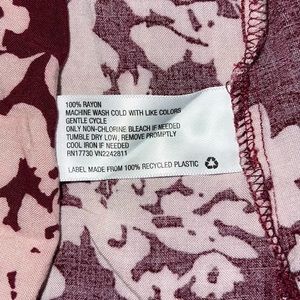 100% RAYON
MACHINE WASH COLD WITH LIKE COLORS
GENTLE CYCLE
ONLY NON-CHLORINE BLEACH IF NEEDED
TUMBLE DRY LOW, REMOVE PROMPTLY
COOL IRON IF NEEDED
RN17730 VN2242811
LABEL MADE FROM 100% RECYCLED PLASTIC